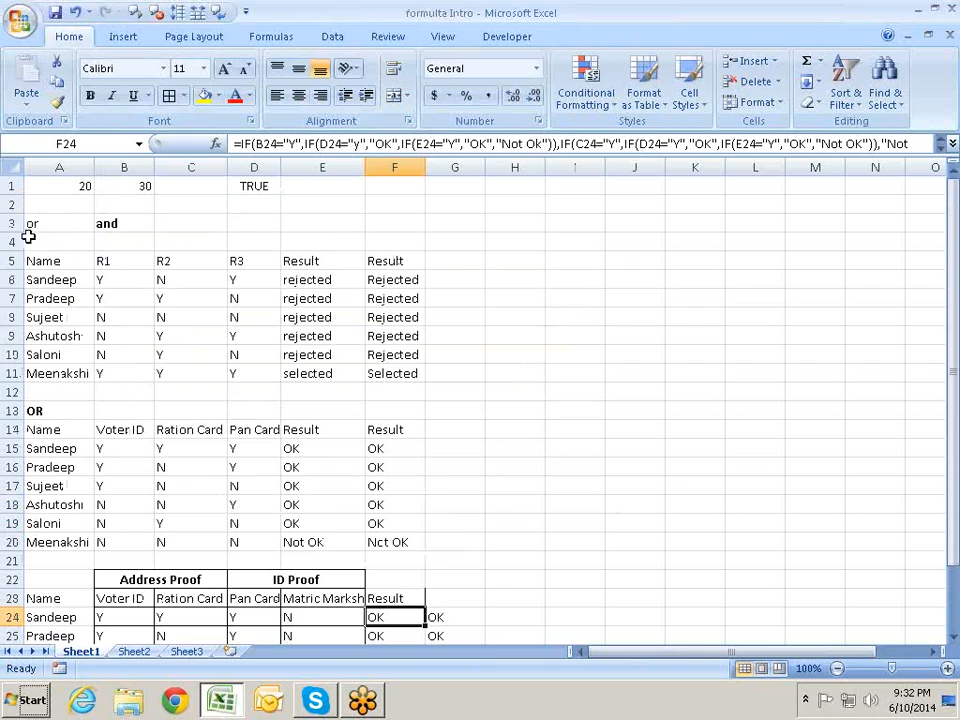 formulta Intro - Microsoft Excel
Home Insert Page Layout Formulas Data Review View Developer
Paste Calibri 11 General Insert Delete Format
B I U $ % , Conditional Formatting Format as Table Cell Styles Sort & Filter Find & Select
Clipboard Font Alignment Number Styles Cells Editing
F24 fx =IF(B24="Y",IF(D24="y","OK",IF(E24="Y","OK","Not Ok")),IF(C24="Y",IF(D24="Y","OK",IF(E24="Y","OK","Not OK")),"Not
A B C D E F G H I J K L M N O
1 20 30 TRUE
2
3 or and
4
5 Name R1 R2 R3 Result Result
6 Sandeep Y N Y rejected Rejected
7 Pradeep Y Y N rejected Rejected
8 Sujeet N N N rejected Rejected
9 Ashutosh N Y Y rejected Rejected
10 Saloni N Y N rejected Rejected
11 Meenakshi Y Y Y selected Selected
12
13 OR
14 Name Voter ID Ration Card Pan Card Result Result
15 Sandeep Y Y Y OK OK
16 Pradeep Y N Y OK OK
17 Sujeet Y N N OK OK
18 Ashutosh N N Y OK OK
19 Saloni N Y N OK OK
20 Meenakshi N N N Not OK Not OK
21
22 Address Proof ID Proof
23 Name Voter ID Ration Card Pan Card Matric Marksh Result
24 Sandeep Y Y Y N OK OK
25 Pradeep Y N Y N OK OK
Sheet1 Sheet2 Sheet3
Ready 100%
Start 9:32 PM
6/10/2014